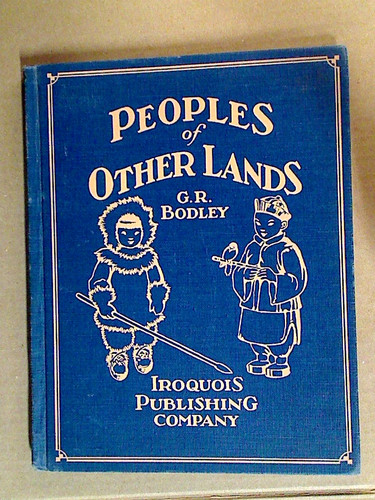 PEOPLES
of
OTHER LANDS
G.R.
BODLEY
IROQUOIS
PUBLISHING
COMPANY